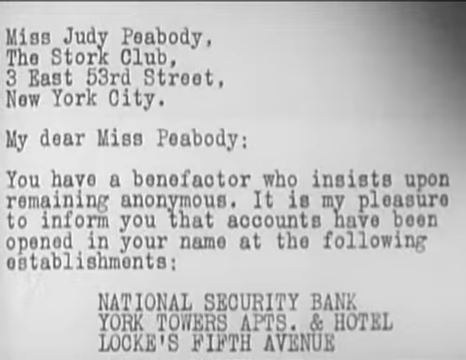 Miss Judy Peabody,
The Stork Club,
3 East 53rd Street,
New York City.
My dear Miss Peabody:
You have a benefactor who insists upon
remaining anonymous. It is my pleasure
to inform you that accounts have been
opened in your name at the following
establishments:
NATIONAL SECURITY BANK
YORK TOWERS APTS. & HOTEL
LOCKE'S FIFTH AVENUE